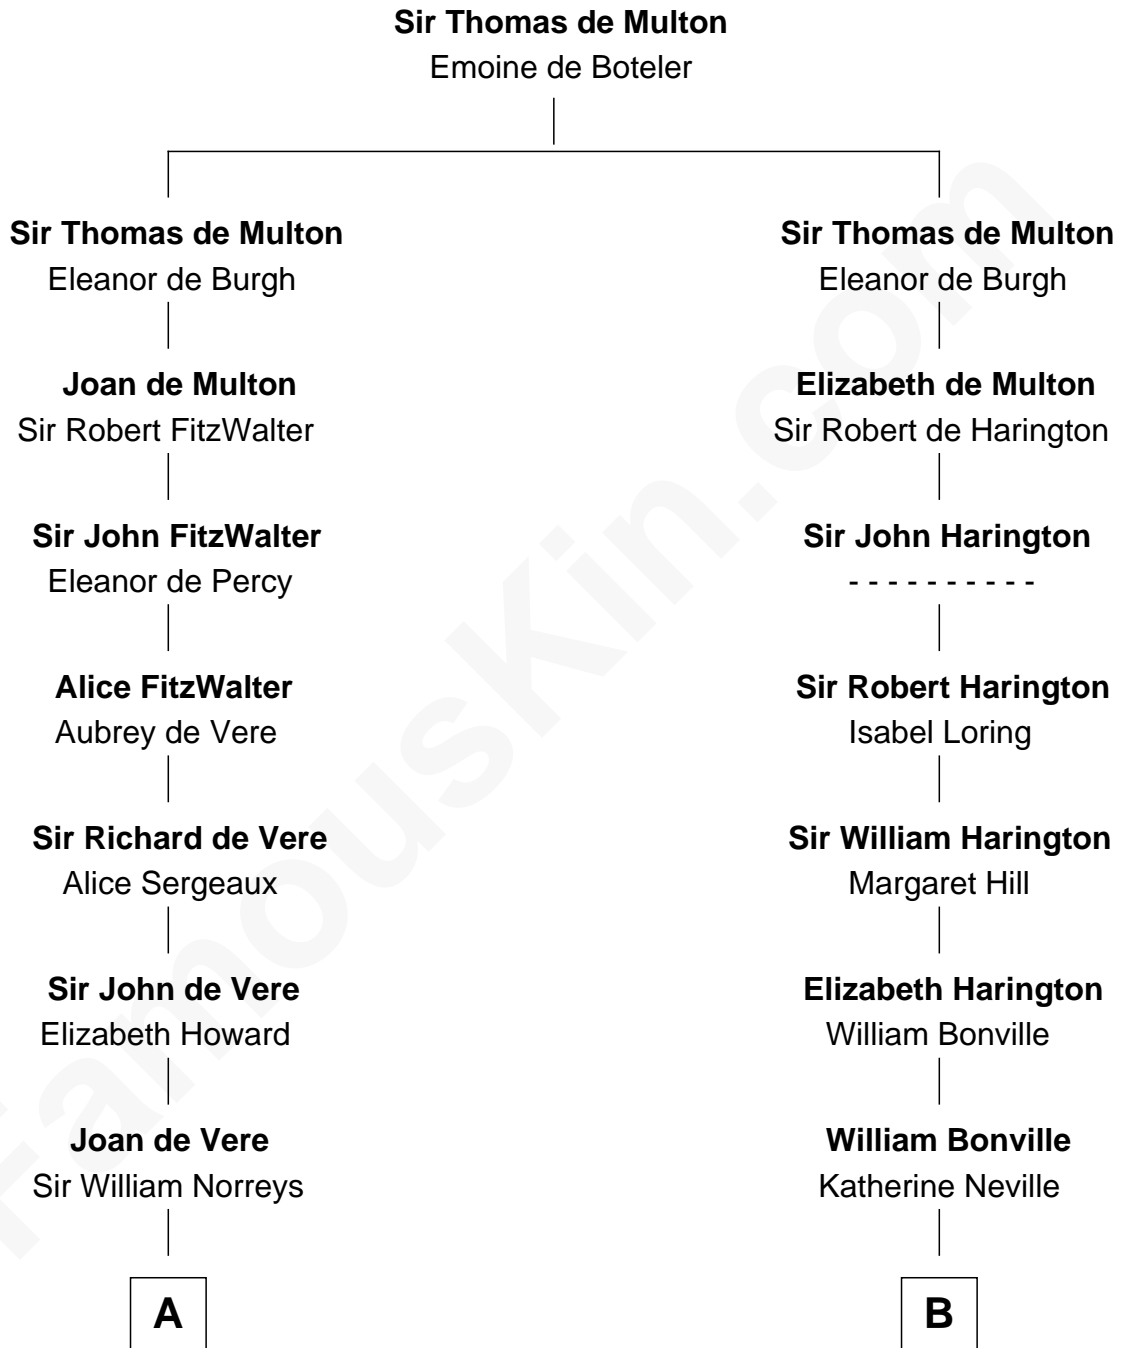 Sir Thomas de Multon
Emoine de Boteler
Sir Thomas de Multon
Eleanor de Burgh
Joan de Multon
Sir Robert FitzWalter
Sir John FitzWalter
Eleanor de Percy
Alice FitzWalter
Aubrey de Vere
Sir Richard de Vere
Alice Sergeaux
Sir John de Vere
Elizabeth Howard
Joan de Vere
Sir William Norreys
A
Sir Thomas de Multon
Eleanor de Burgh
Elizabeth de Multon
Sir Robert de Harington
Sir John Harington
- - - - - - - - - -
Sir Robert Harington
Isabel Loring
Sir William Harington
Margaret Hill
Elizabeth Harington
William Bonville
William Bonville
Katherine Neville
B
FamousKin.com